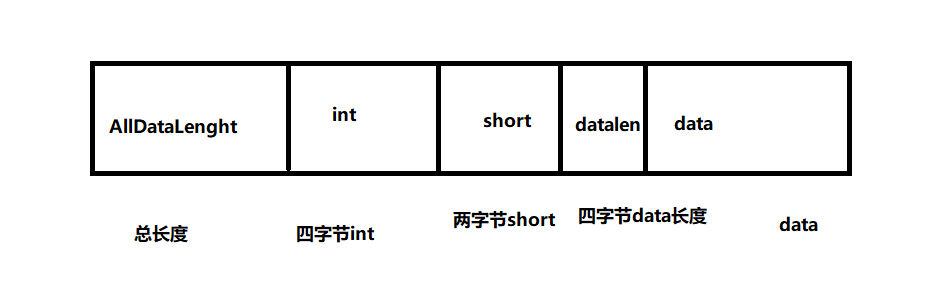 AllDataLenght
int
short
datalen
data
总长度
四字节int
两字节short
四字节data长度
data